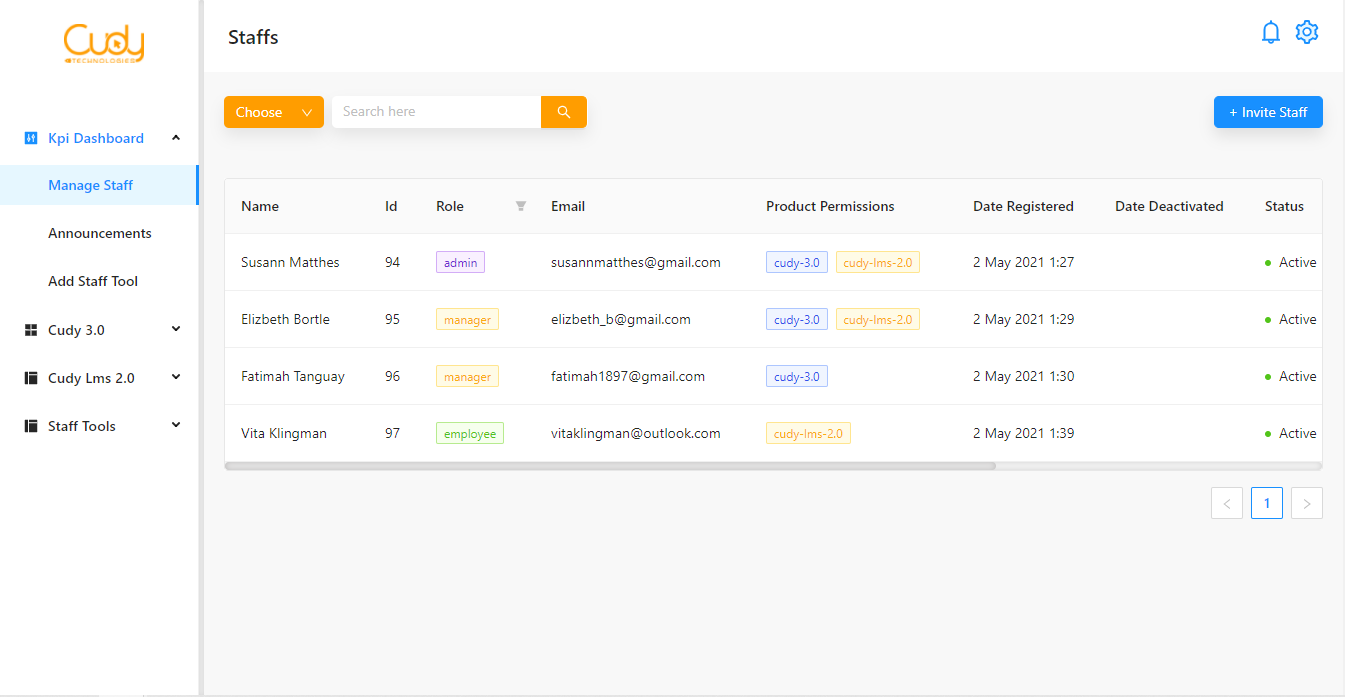 Cudy
TECHNOLOGIES
Kpi Dashboard
Manage Staff
Announcements
Add Staff Tool
Cudy 3.0
Cudy Lms 2.0
Staff Tools
Staffs
Choose
Search here
+ Invite Staff
Name Id Role Email Product Permissions Date Registered Date Deactivated Status
Susann Matthes 94 admin susannmatthes@gmail.com cudy-3.0 cudy-lms-2.0 2 May 2021 1:27 Active
Elizbeth Bortle 95 manager elizbeth_b@gmail.com cudy-3.0 cudy-lms-2.0 2 May 2021 1:29 Active
Fatimah Tanguay 96 manager fatimah1897@gmail.com cudy-3.0 2 May 2021 1:30 Active
Vita Klingman 97 employee vitaklingman@outlook.com cudy-lms-2.0 2 May 2021 1:39 Active
< 1 >